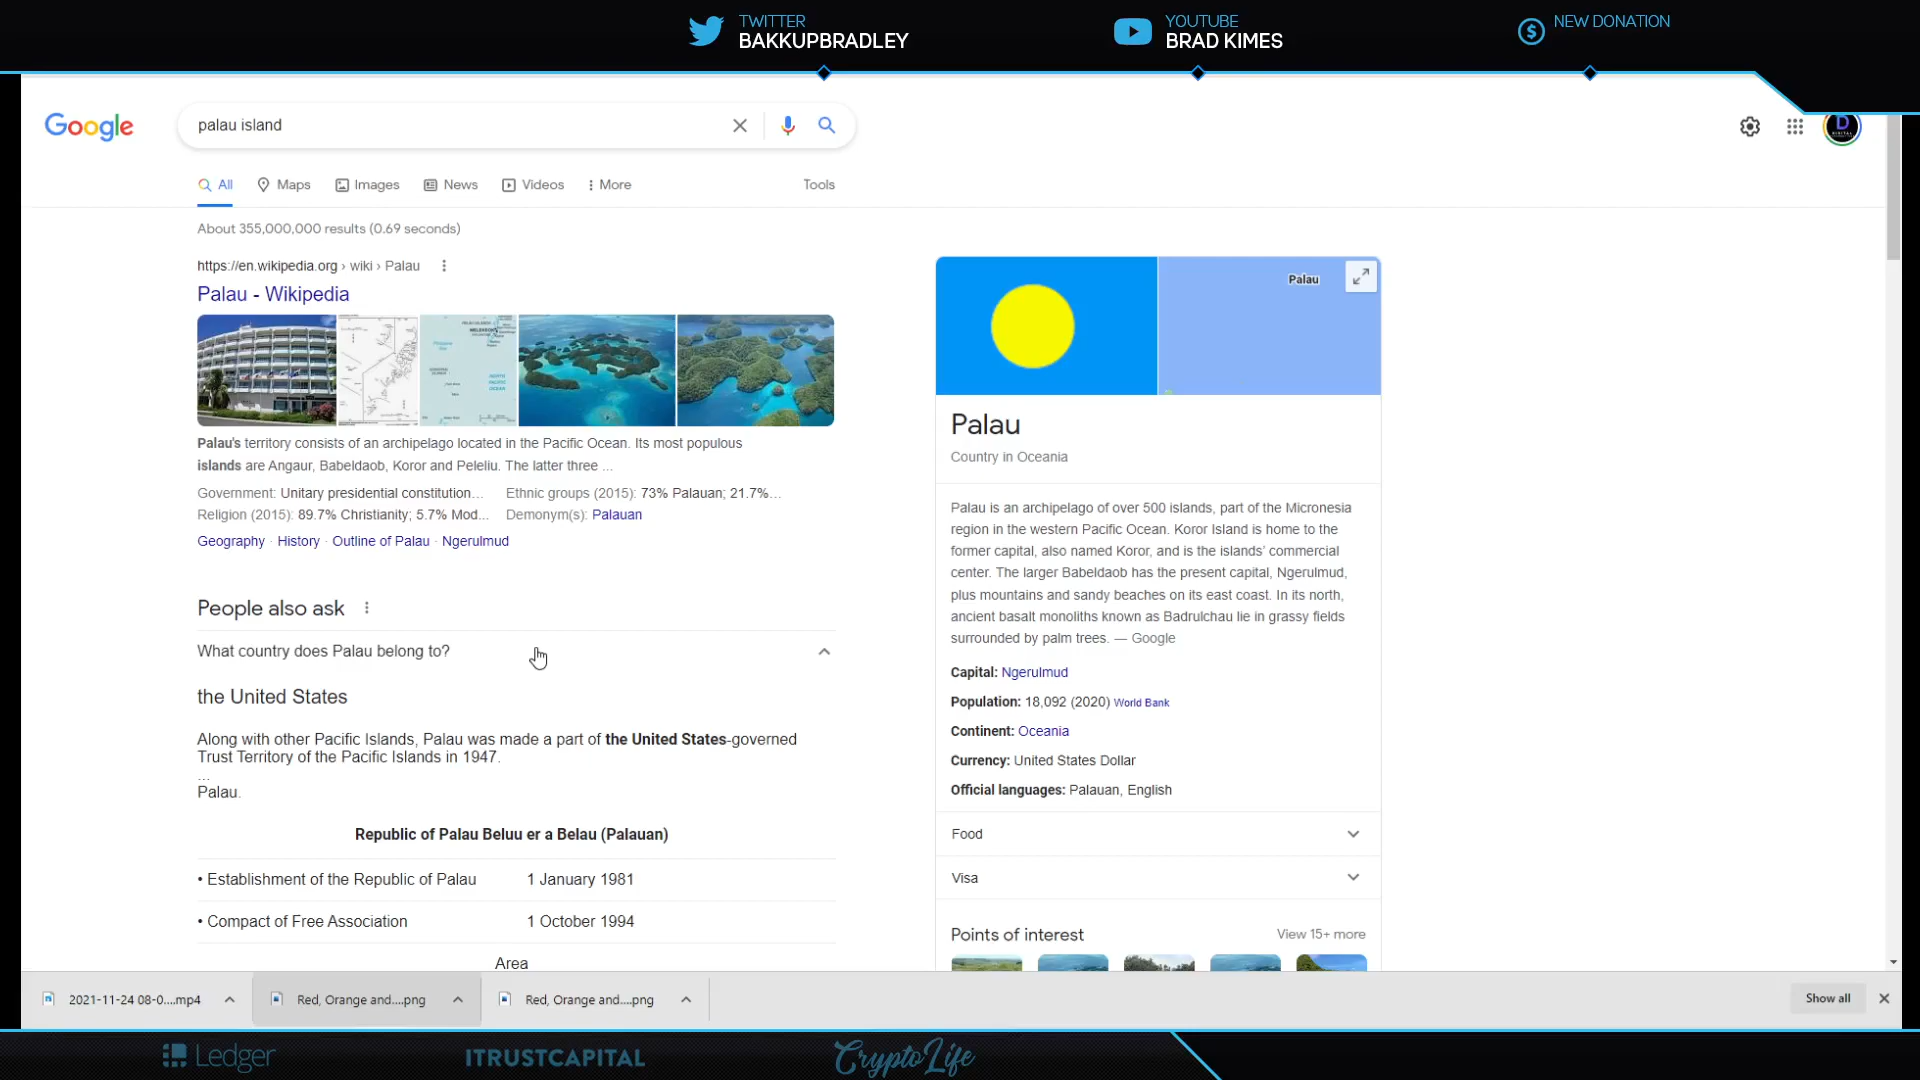 TWITTER
BAKKUPBRADLEY
YOUTUBE
BRAD KIMES
NEW DONATION
Google
palau island
All
Maps
Images
News
Videos
More
Tools
About 355,000,000 results (0.69 seconds)
https://en.wikipedia.org › wiki › Palau
Palau - Wikipedia
Palau's territory consists of an archipelago located in the Pacific Ocean. Its most populous
islands are Angaur, Babeldaob, Koror and Peleliu. The latter three ...
Government: Unitary presidential constitution...
Ethnic groups (2015): 73% Palauan; 21.7%...
Religion (2015): 89.7% Christianity; 5.7% Mod...
Demonym(s): Palauan
Geography · History · Outline of Palau · Ngerulmud
People also ask
What country does Palau belong to?
the United States
Along with other Pacific Islands, Palau was made a part of the United States-governed
Trust Territory of the Pacific Islands in 1947.
...
Palau.
Republic of Palau Beluu er a Belau (Palauan)
• Establishment of the Republic of Palau 1 January 1981
• Compact of Free Association 1 October 1994
Area
Palau
Palau
Country in Oceania
Palau is an archipelago of over 500 islands, part of the Micronesia
region in the western Pacific Ocean. Koror Island is home to the
former capital, also named Koror, and is the islands' commercial
center. The larger Babeldaob has the present capital, Ngerulmud,
plus mountains and sandy beaches on its east coast. In its north,
ancient basalt monoliths known as Badrulchau lie in grassy fields
surrounded by palm trees. — Google
Capital: Ngerulmud
Population: 18,092 (2020) World Bank
Continent: Oceania
Currency: United States Dollar
Official languages: Palauan, English
Food
Visa
Points of interest
View 15+ more
2021-11-24 08-0....mp4
Red, Orange and....png
Red, Orange and....png
Show all
Ledger
ITRUSTCAPITAL
CryptoLife